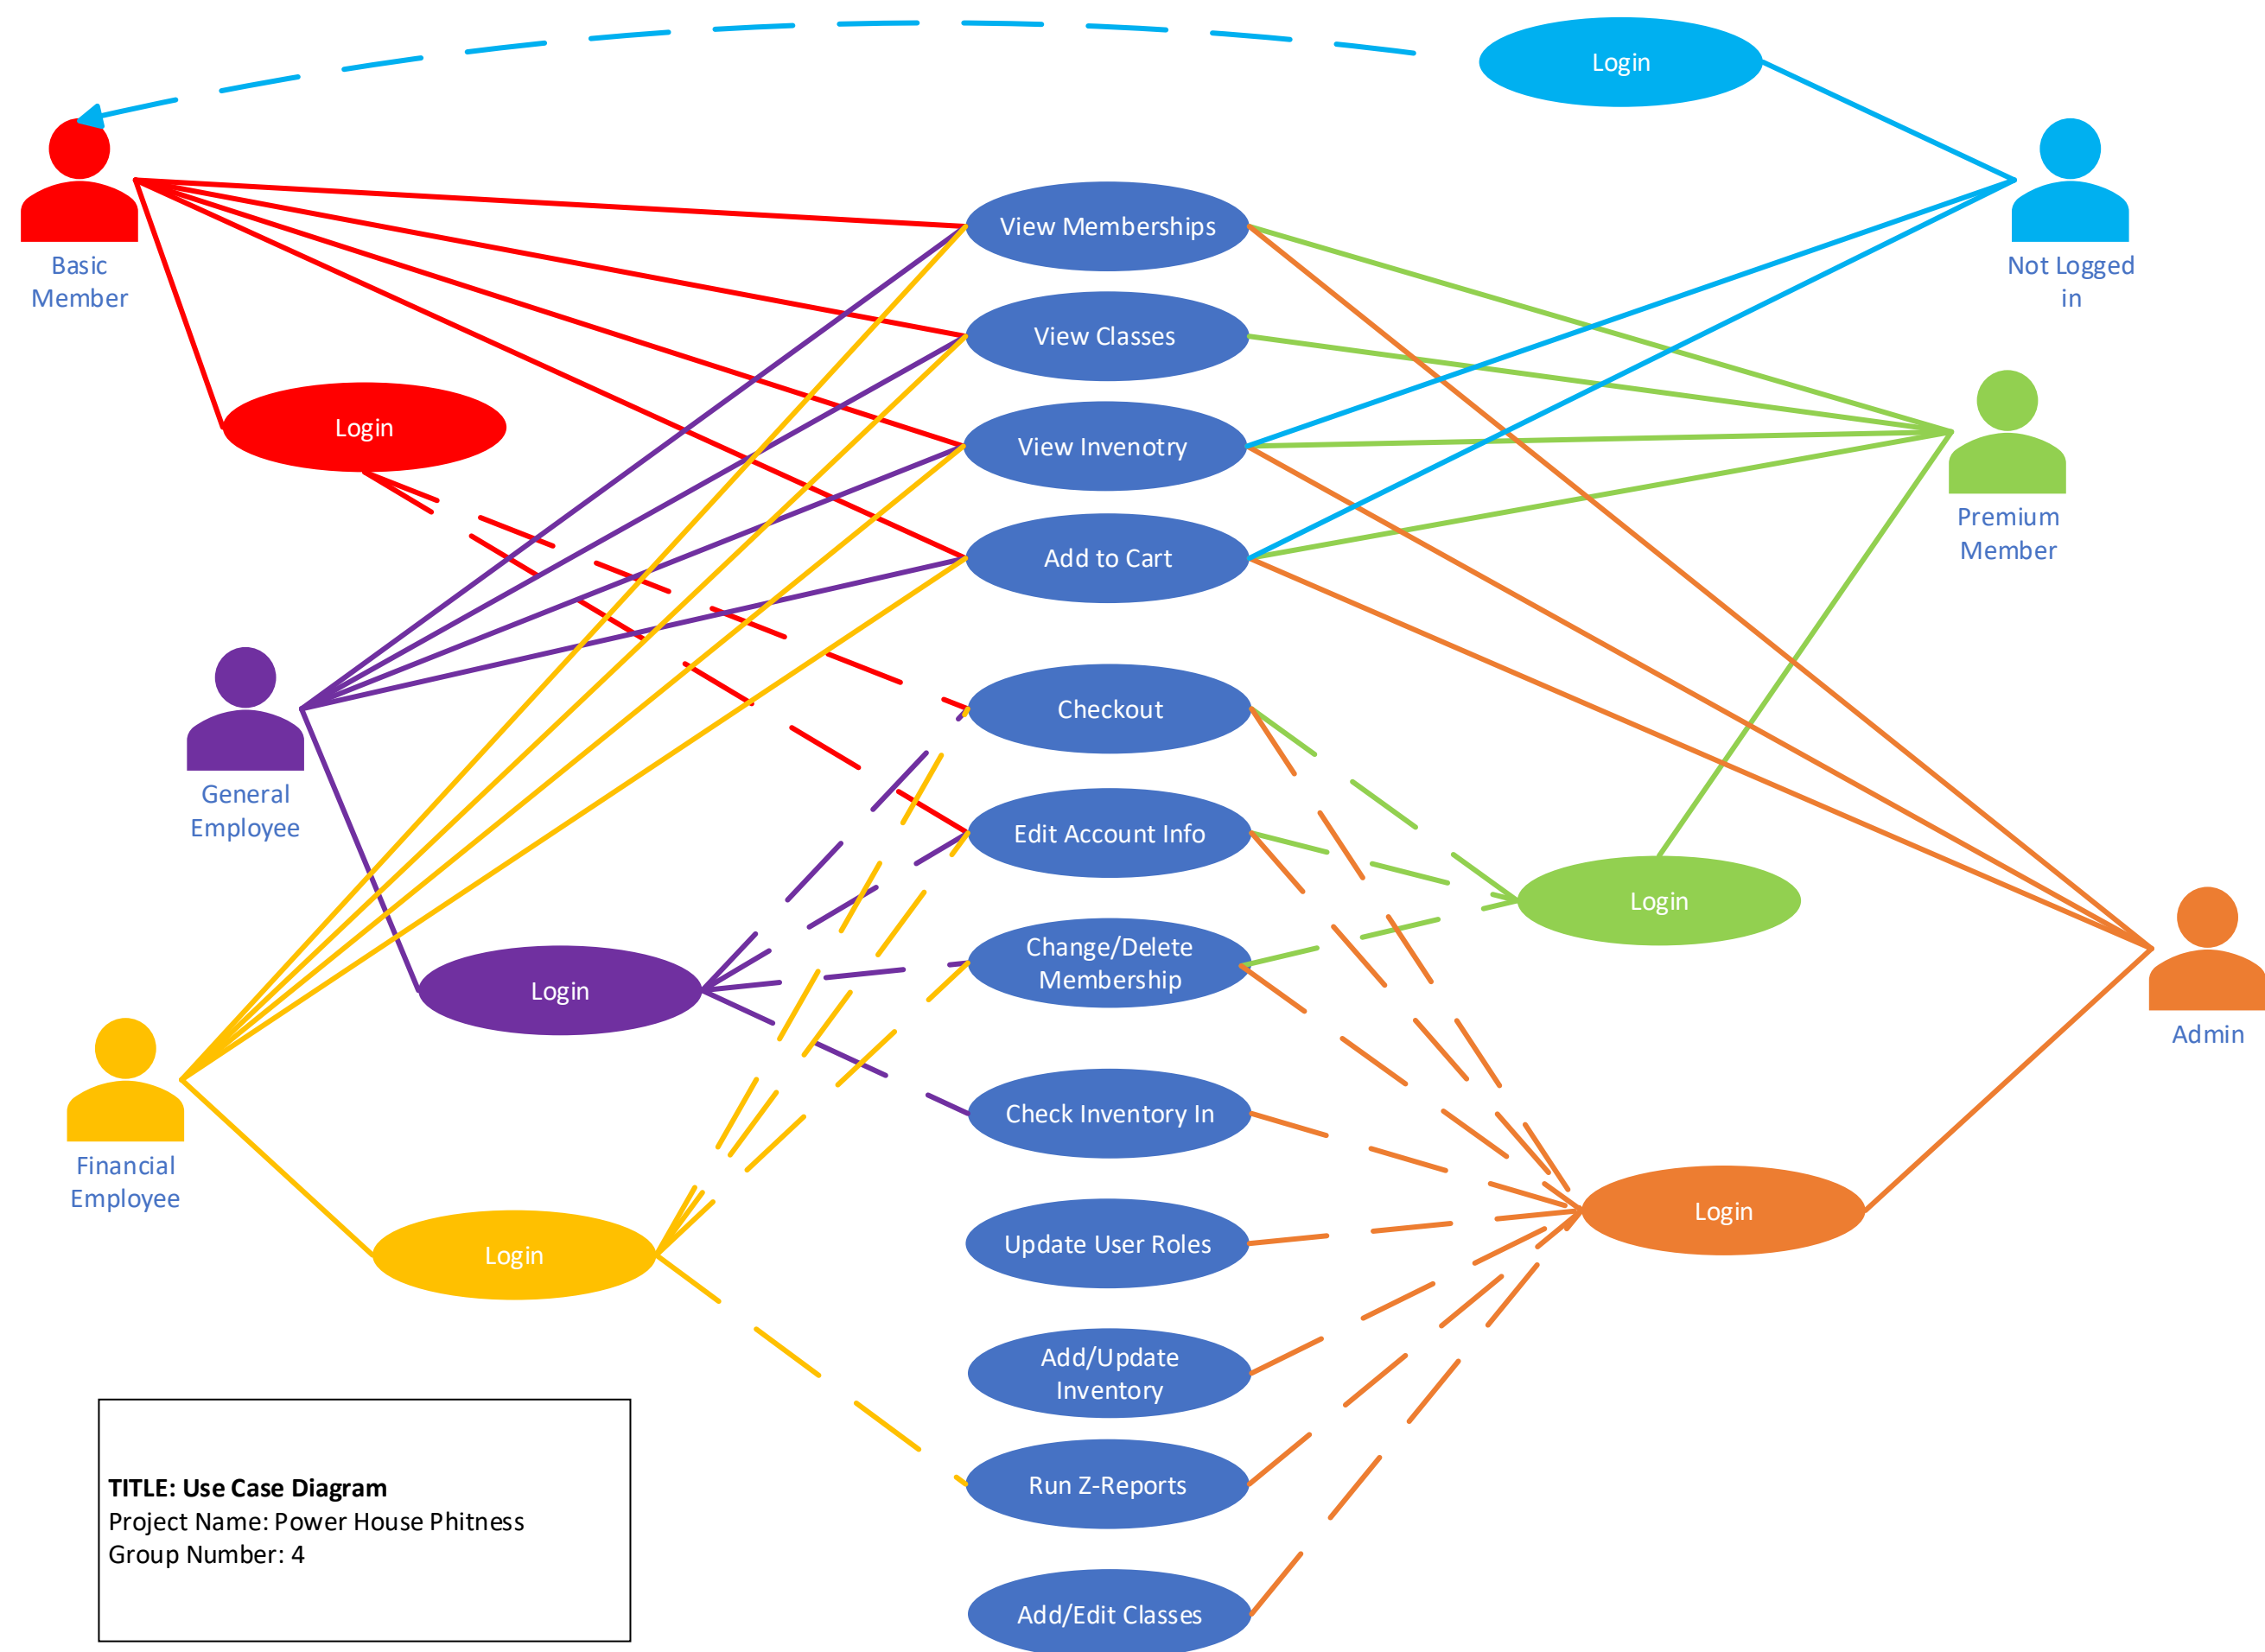 Login
Basic
Member
Not Logged
in
View Memberships
View Classes
Login
View Invenotry
Premium
Member
Add to Cart
Checkout
General
Employee
Edit Account Info
Login
Change/Delete
Membership
Login
Admin
Financial
Employee
Check Inventory In
Login
Update User Roles
Login
Add/Update
Inventory
Run Z-Reports
Add/Edit Classes
TITLE: Use Case Diagram
Project Name: Power House Phitness
Group Number: 4